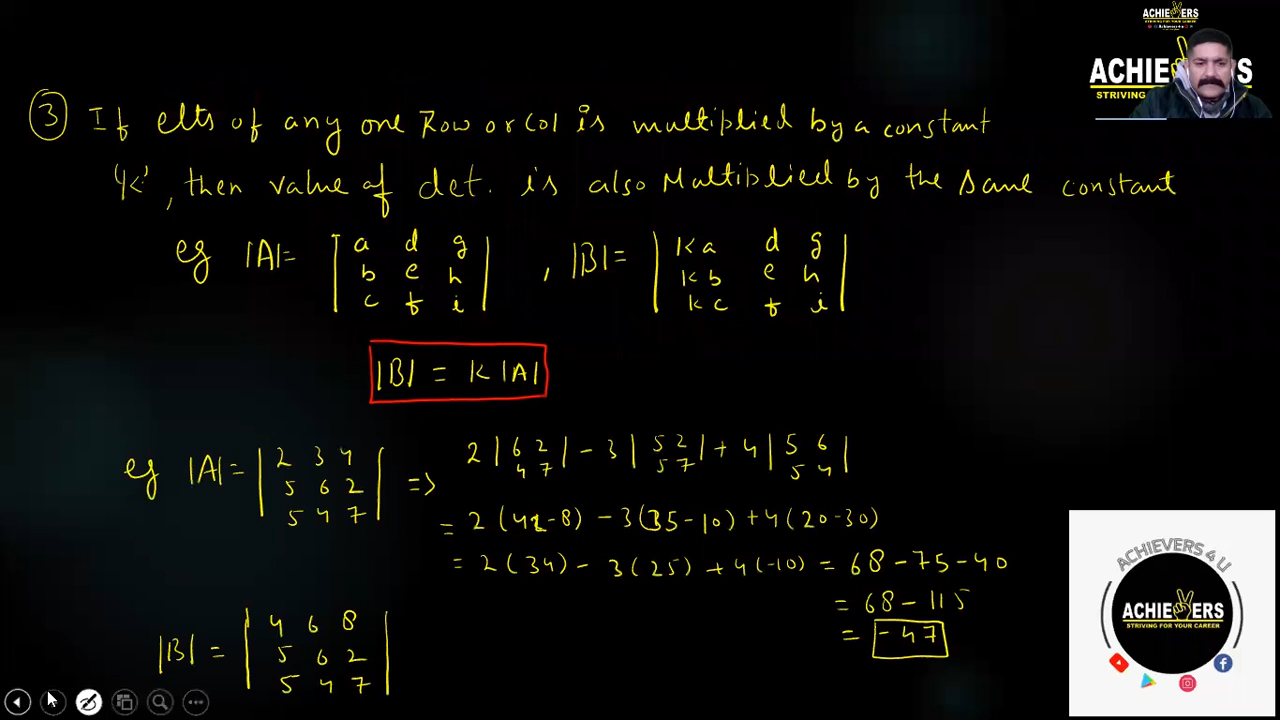 ACHIEVERS
STRIVING FOR YOUR CAREER
ACHIE ERS
STRIVING
③ If elts of any one Row or Col is multiplied by a constant
'K', then value of det. is also Multiplied by the same constant
eg |A|= | a d g | , |B|= | ka d g |
| b e h | | kb e h |
| c f i | | kc f i |
|B| = K |A|
eg |A|= | 2 3 4 | => 2 | 6 2 | - 3 | 5 2 | + 4 | 5 6 |
| 5 6 2 | | 4 7 | | 5 7 | | 5 4 |
| 5 4 7 |
= 2 (42-8) - 3(35-10) + 4(20-30)
= 2(34) - 3(25) + 4(-10) = 68-75-40
= 68-115
= -47
|B| = | 4 6 8 |
| 5 6 2 |
| 5 4 7 |
ACHIEVERS 4 U
ACHIEVERS
STRIVING FOR YOUR CAREER